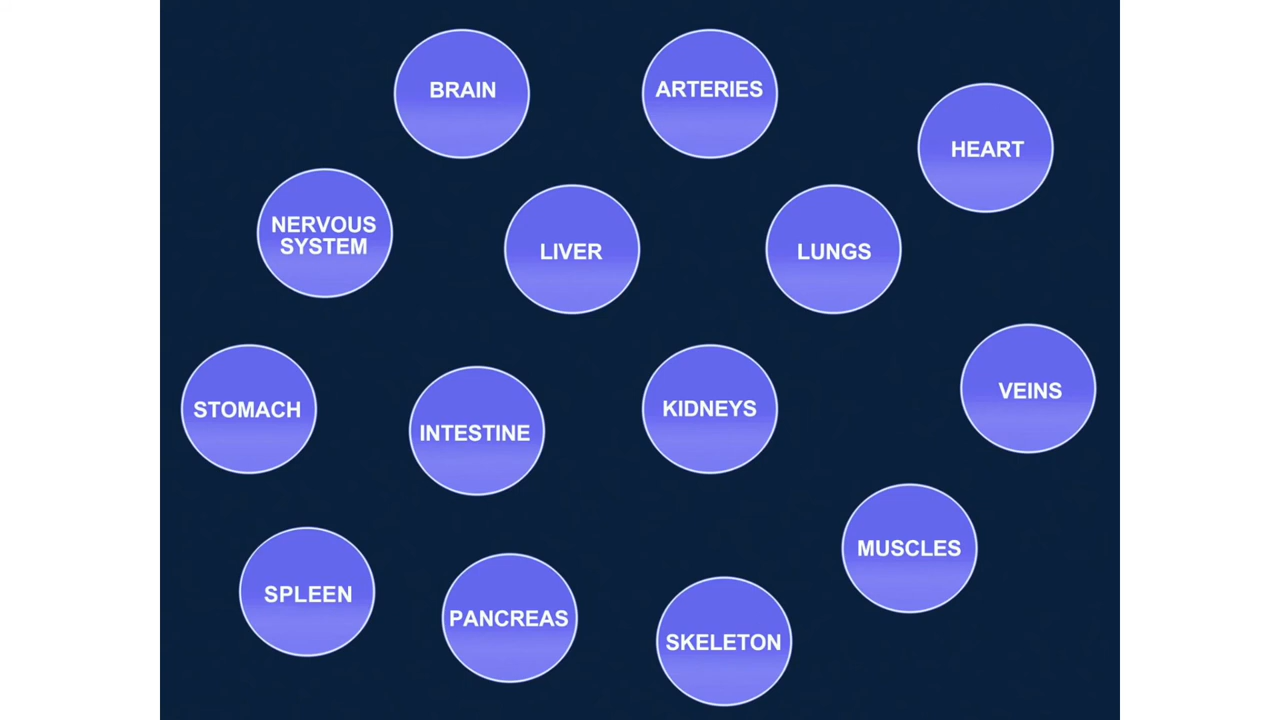 BRAIN
ARTERIES
HEART
NERVOUS
SYSTEM
LIVER
LUNGS
STOMACH
INTESTINE
KIDNEYS
VEINS
MUSCLES
SPLEEN
PANCREAS
SKELETON